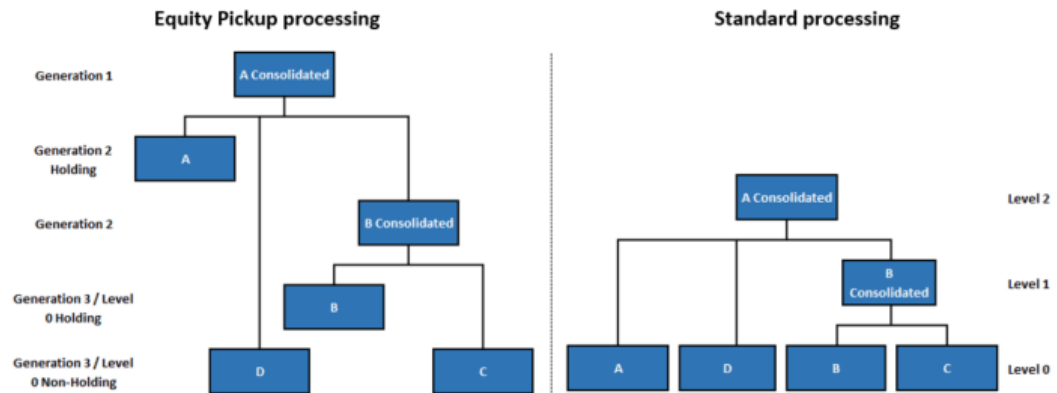 Equity Pickup processing
Standard processing
Generation 1
A Consolidated
Generation 2
Holding
A
Generation 2
B Consolidated
Generation 3 / Level
0 Holding
B
Generation 3 / Level
0 Non-Holding
D
C
A Consolidated
Level 2
B
Consolidated
Level 1
A
D
B
C
Level 0